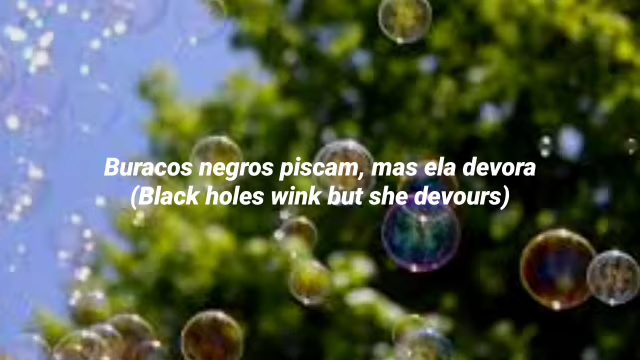 Buracos negros piscam, mas ela devora
(Black holes wink but she devours)